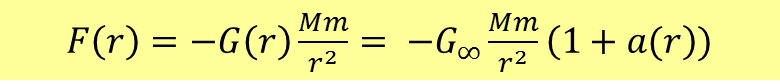 F(r) = −G(r) Mm/r² = −G∞ Mm/r² (1 + a(r))